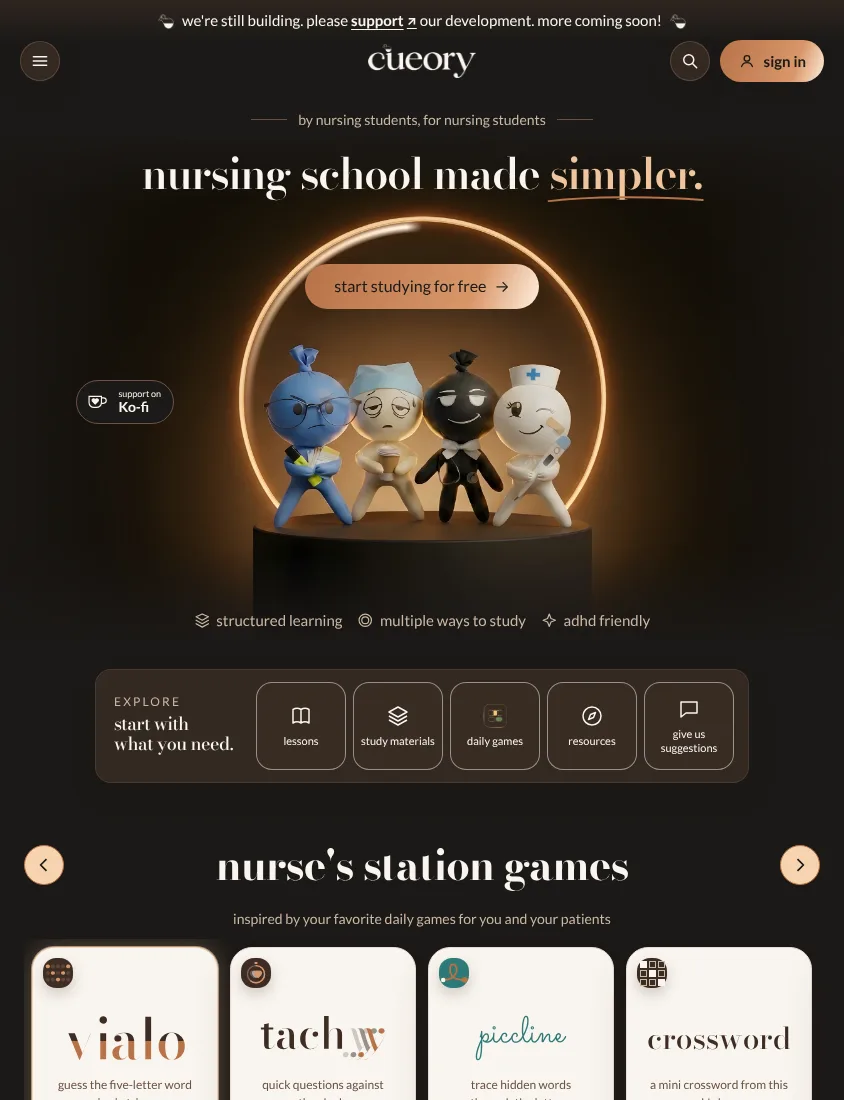 we're still building. please support ↗ our development. more coming soon!
cueory
sign in
by nursing students, for nursing students
nursing school made simpler.
start studying for free →
support on
Ko-fi
structured learning
multiple ways to study
adhd friendly
EXPLORE
start with
what you need.
lessons
study materials
daily games
resources
give us
suggestions
nurse's station games
inspired by your favorite daily games for you and your patients
vialo
guess the five-letter word
tach
quick questions against
piccline
trace hidden words
crossword
a mini crossword from this